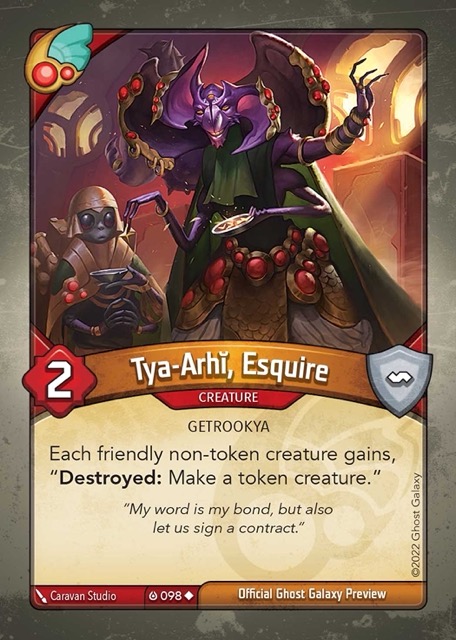 2
Tya-Arhĭ, Esquire
CREATURE
GETROOKYA
Each friendly non-token creature gains,
“Destroyed: Make a token creature.”
“My word is my bond, but also
let us sign a contract.”
©2022 Ghost Galaxy
Caravan Studio
098
Official Ghost Galaxy Preview